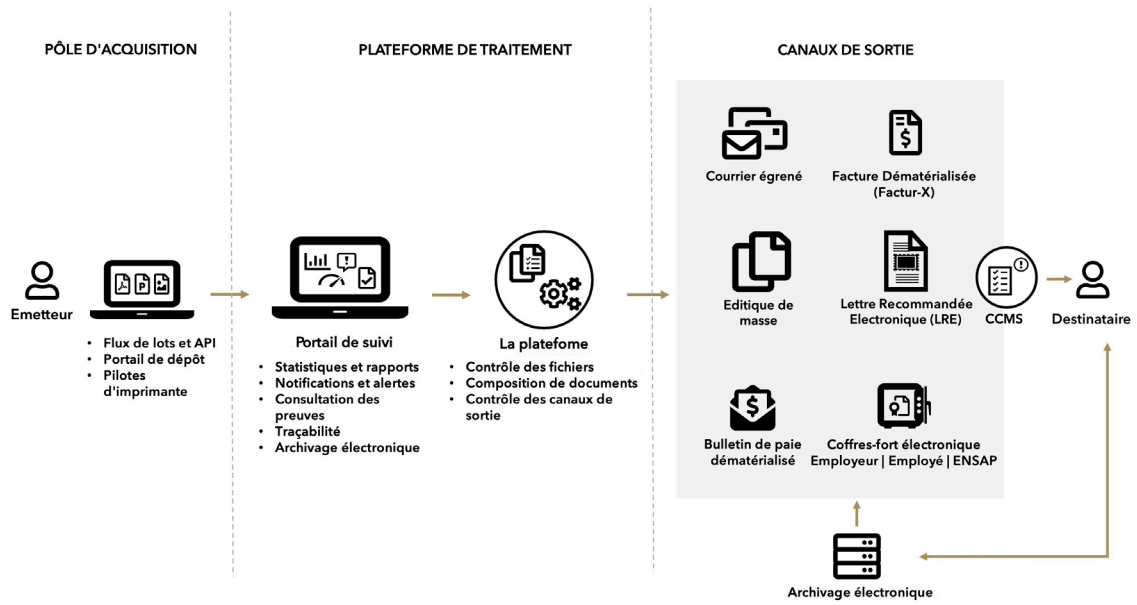 PÔLE D'ACQUISITION
PLATEFORME DE TRAITEMENT
CANAUX DE SORTIE
Emetteur
• Flux de lots et API
• Portail de dépôt
• Pilotes
d'imprimante
Portail de suivi
• Statistiques et rapports
• Notifications et alertes
• Consultation des
preuves
• Traçabilité
• Archivage électronique
La platefome
• Contrôle des fichiers
• Composition de documents
• Contrôle des canaux de
sortie
Courrier égrené
Facture Dématérialisée
(Factur-X)
Editique de
masse
Lettre Recommandée
Electronique (LRE)
Bulletin de paie
dématérialisé
Coffres-fort électronique
Employeur | Employé | ENSAP
CCMS
Destinataire
Archivage électronique